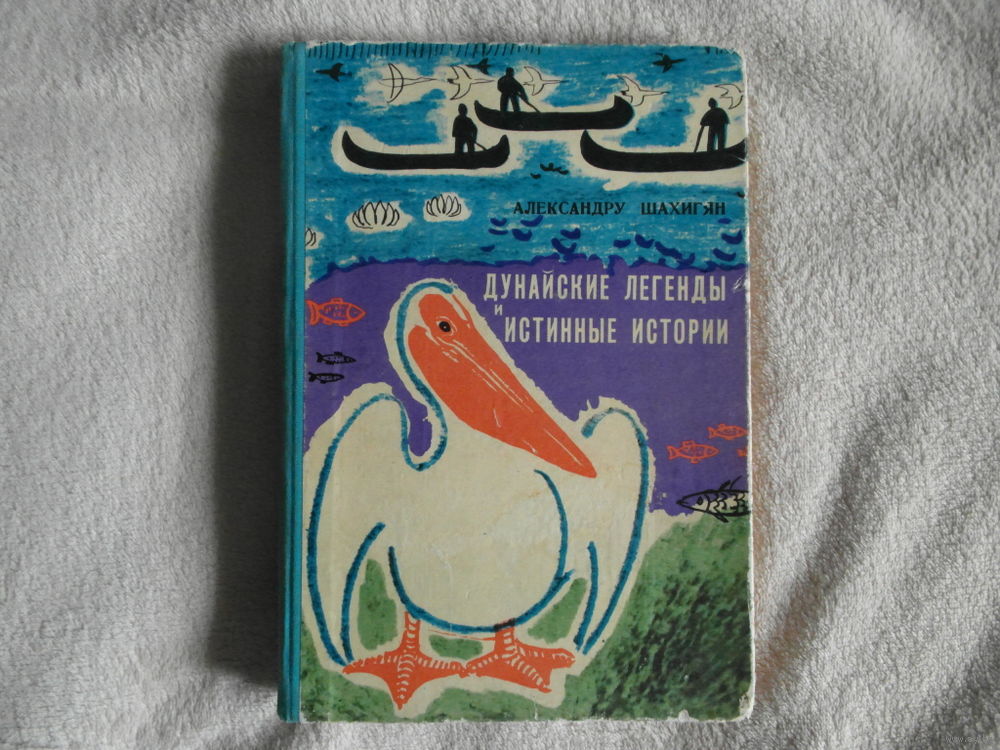 АЛЕКСАНДРУ ШАХИГЯН
ДУНАЙСКИЕ ЛЕГЕНДЫ
И
ИСТИННЫЕ ИСТОРИИ